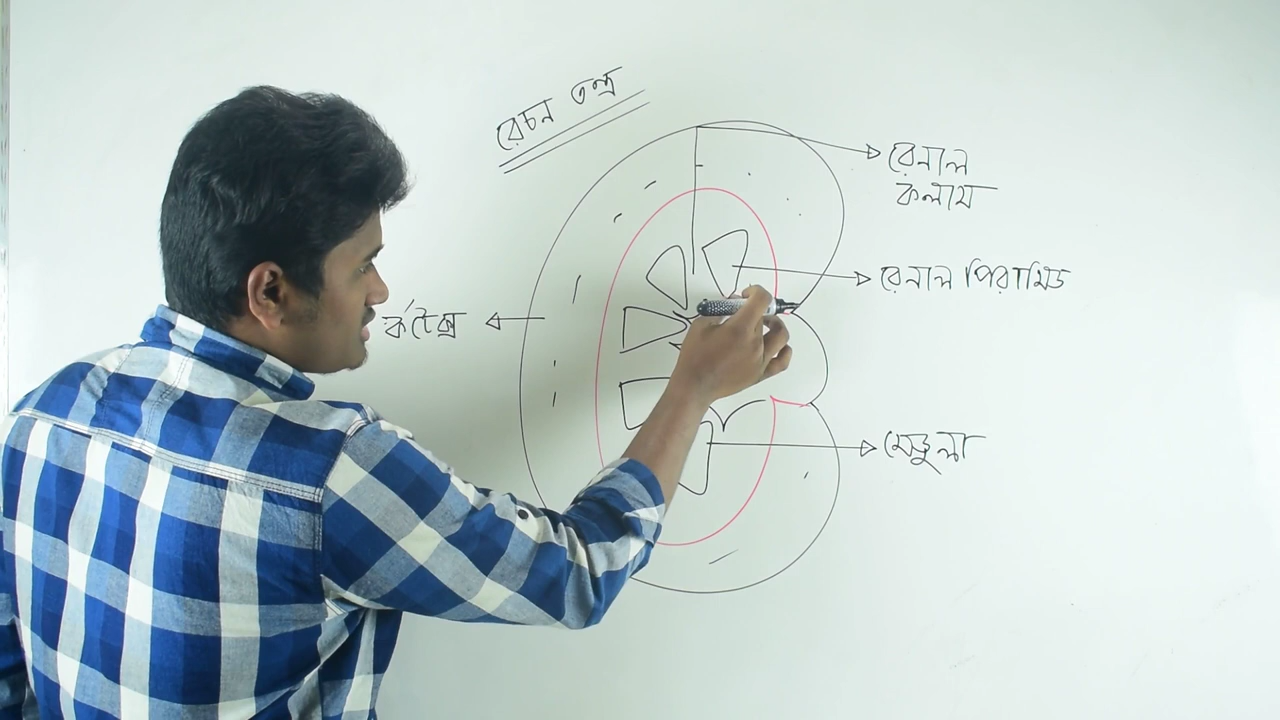 রেচন তন্ত্র
রেনাল
কলাম
রেনাল পিরামিড
কর্টেক্স
মেডুলা